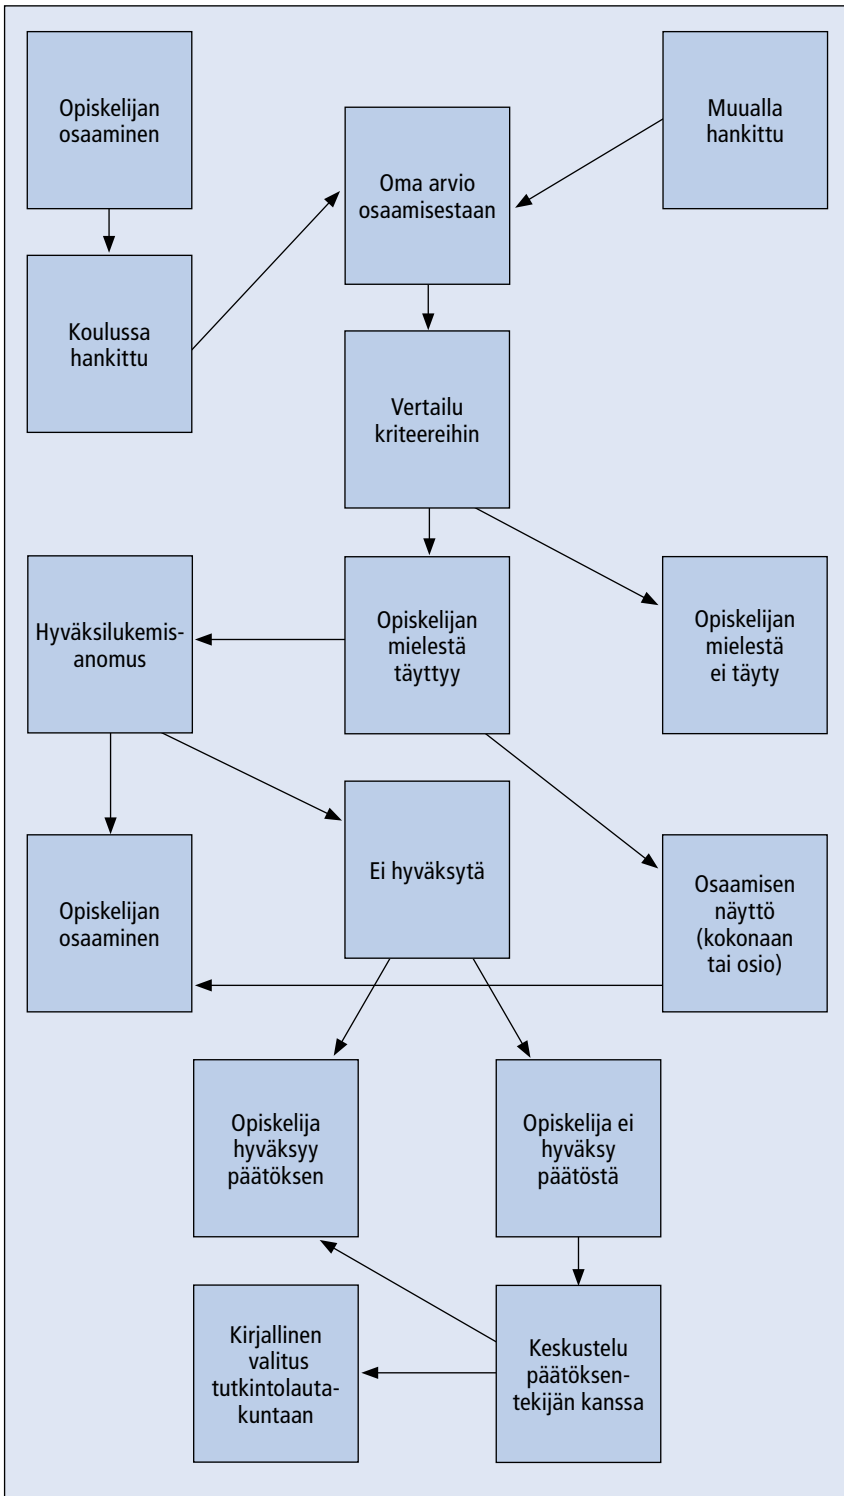 Opiskelijan
osaaminen
Muualla
hankittu
Oma arvio
osaamisestaan
Koulussa
hankittu
Vertailu
kriteereihin
Hyväksilukemis-
anomus
Opiskelijan
mielestä
täyttyy
Opiskelijan
mielestä
ei täyty
Opiskelijan
osaaminen
Ei hyväksytä
Osaamisen
näyttö
(kokonaan
tai osio)
Opiskelija
hyväksyy
päätöksen
Opiskelija ei
hyväksy
päätöstä
Kirjallinen
valitus
tutkintolauta-
kuntaan
Keskustelu
päätöksen-
tekijän kanssa